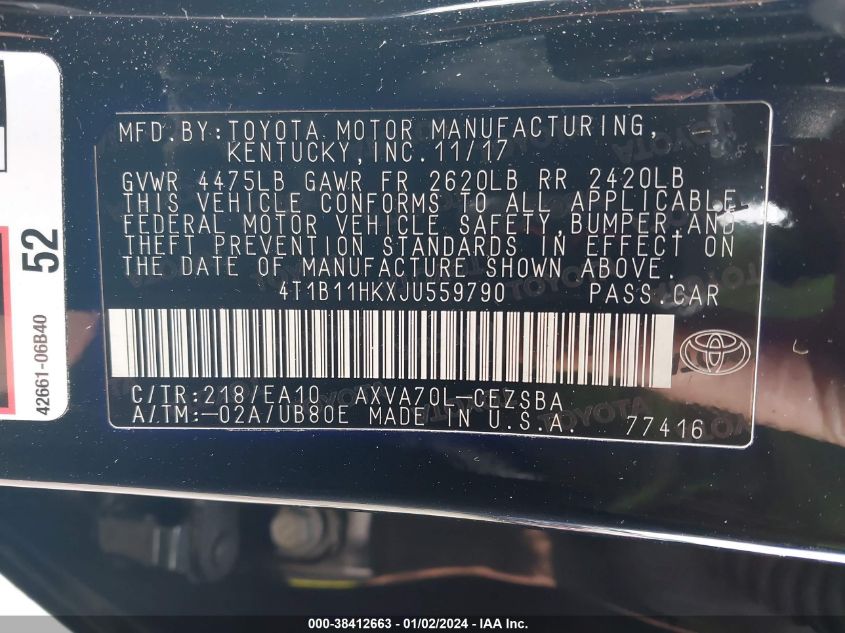 MFD.BY:TOYOTA MOTOR MANUFACTURING,
KENTUCKY,INC.11/17
GVWR 4475LB GAWR FR 2620LB RR 2420LB
THIS VEHICLE CONFORMS TO ALL APPLICABLE
FEDERAL MOTOR VEHICLE SAFETY,BUMPER,AND
THEFT PREVENTION STANDARDS IN EFFECT ON
THE DATE OF MANUFACTURE SHOWN ABOVE.
4T1B11HKXJU559790 PASS.CAR
C/TR:218/EA10 AXVA70L-CEZSBA
A/TM:-02A/UB80E MADE IN U.S.A. 77416
52
42661-06B40
000-38412663 - 01/02/2024 - IAA Inc.